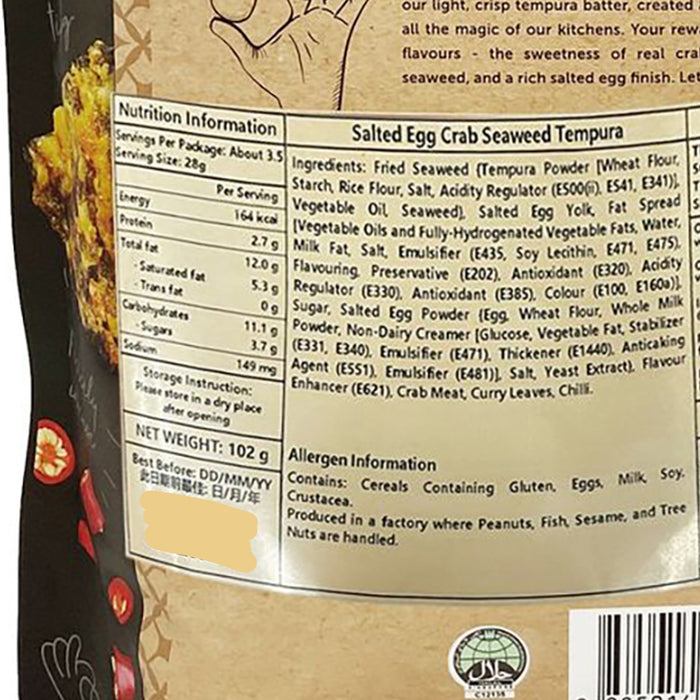 our light, crisp tempura batter, created
all the magic of our kitchens. Your rew
flavours - the sweetness of real cra
seaweed, and a rich salted egg finish. Let
Nutrition Information
Servings Per Package: About 3.5
Serving Size: 28g
Per Serving
Energy 164 kcal
Protein 2.7 g
Total fat 12.0 g
- Saturated fat 5.3 g
- Trans fat 0 g
Carbohydrates 11.1 g
- Sugars 3.7 g
Sodium 149 mg
Storage Instruction:
Please store in a dry place
after opening
NET WEIGHT: 102 g
Best Before: DD/MM/YY
此日期前最佳: 日/月/年
Salted Egg Crab Seaweed Tempura
Ingredients: Fried Seaweed {Tempura Powder [Wheat Flour,
Starch, Rice Flour, Salt, Acidity Regulator (E500(ii), E541, E341)],
Vegetable Oil, Seaweed}, Salted Egg Yolk, Fat Spread
[Vegetable Oils and Fully-Hydrogenated Vegetable Fats, Water,
Milk Fat, Salt, Emulsifier (E435, Soy Lecithin, E471, E475),
Flavouring, Preservative (E202), Antioxidant (E320), Acidity
Regulator (E330), Antioxidant (E385), Colour (E100, E160a)],
Sugar, Salted Egg Powder {Egg, Wheat Flour, Whole Milk
Powder, Non-Dairy Creamer [Glucose, Vegetable Fat, Stabilizer
(E331, E340), Emulsifier (E471), Thickener (E1440), Anticaking
Agent (E551), Emulsifier (E481)], Salt, Yeast Extract}, Flavour
Enhancer (E621), Crab Meat, Curry Leaves, Chilli.
Allergen Information
Contains: Cereals Containing Gluten, Eggs, Milk, Soy,
Crustacea.
Produced in a factory where Peanuts, Fish, Sesame, and Tree
Nuts are handled.
حلال